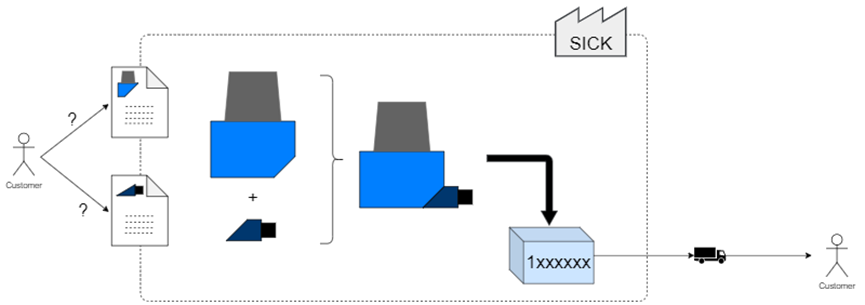 SICK
?
Customer
?
+
1xxxxxx
Customer